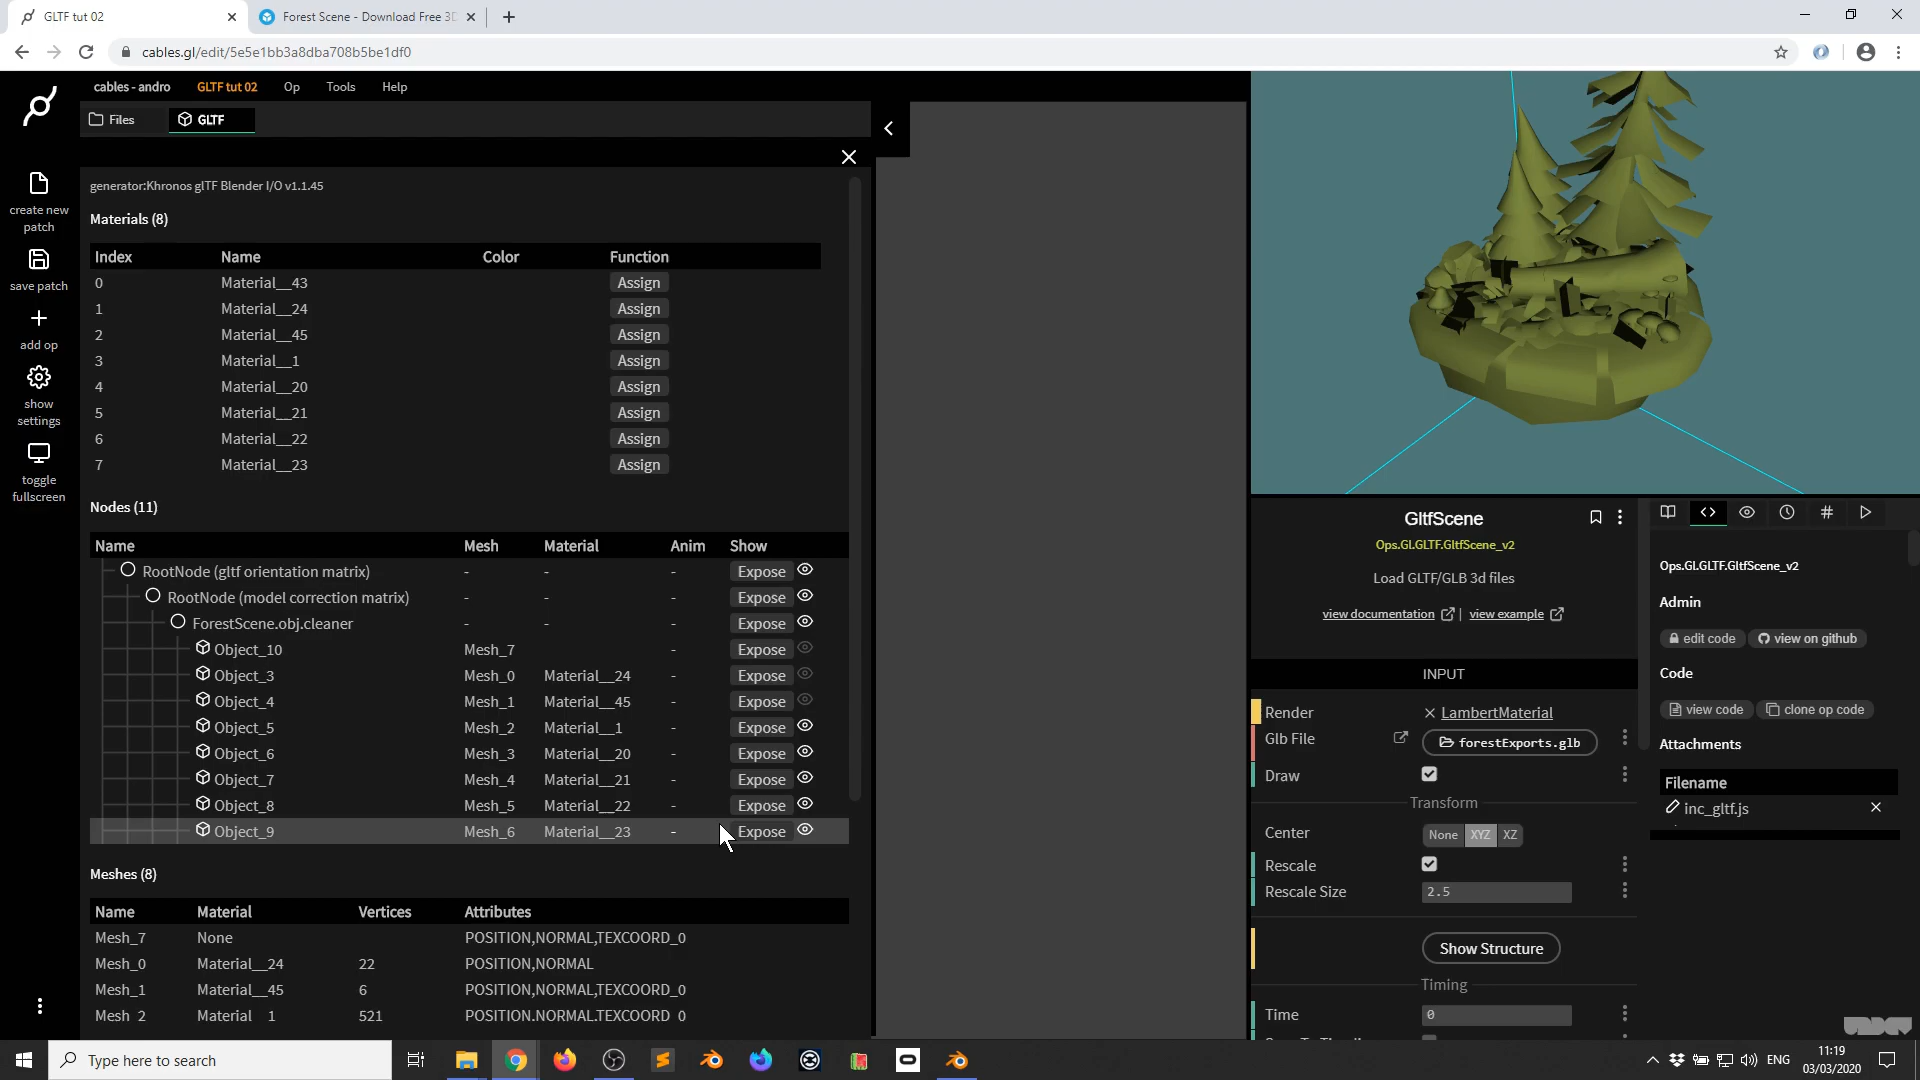 GLTF tut 02
Forest Scene - Download Free 3D
cables.gl/edit/5e5e1bb3a8dba708b5be1df0
cables - andro GLTF tut 02 Op Tools Help
Files GLTF
create new
patch
save patch
add op
show
settings
toggle
fullscreen
generator:Khronos glTF Blender I/O v1.1.45
Materials (8)
Index Name Color Function
0 Material__43 Assign
1 Material__24 Assign
2 Material__45 Assign
3 Material__1 Assign
4 Material__20 Assign
5 Material__21 Assign
6 Material__22 Assign
7 Material__23 Assign
Nodes (11)
Name Mesh Material Anim Show
RootNode (gltf orientation matrix) - - - Expose
RootNode (model correction matrix) - - - Expose
ForestScene.obj.cleaner - - - Expose
Object_10 Mesh_7 - Expose
Object_3 Mesh_0 Material__24 - Expose
Object_4 Mesh_1 Material__45 - Expose
Object_5 Mesh_2 Material__1 - Expose
Object_6 Mesh_3 Material__20 - Expose
Object_7 Mesh_4 Material__21 - Expose
Object_8 Mesh_5 Material__22 - Expose
Object_9 Mesh_6 Material__23 - Expose
Meshes (8)
Name Material Vertices Attributes
Mesh_7 None POSITION,NORMAL,TEXCOORD_0
Mesh_0 Material__24 22 POSITION,NORMAL
Mesh_1 Material__45 6 POSITION,NORMAL,TEXCOORD_0
Mesh_2 Material__1 521 POSITION,NORMAL,TEXCOORD_0
GltfScene
Ops.Gl.GLTF.GltfScene_v2
Load GLTF/GLB 3d files
view documentation | view example
INPUT
Render LambertMaterial
Glb File forestExports.glb
Draw
Transform
Center None XYZ XZ
Rescale
Rescale Size 2.5
Show Structure
Timing
Time 0
Ops.Gl.GLTF.GltfScene_v2
Admin
edit code view on github
Code
view code clone op code
Attachments
Filename
inc_gltf.js
Type here to search
ENG
11:19
03/03/2020